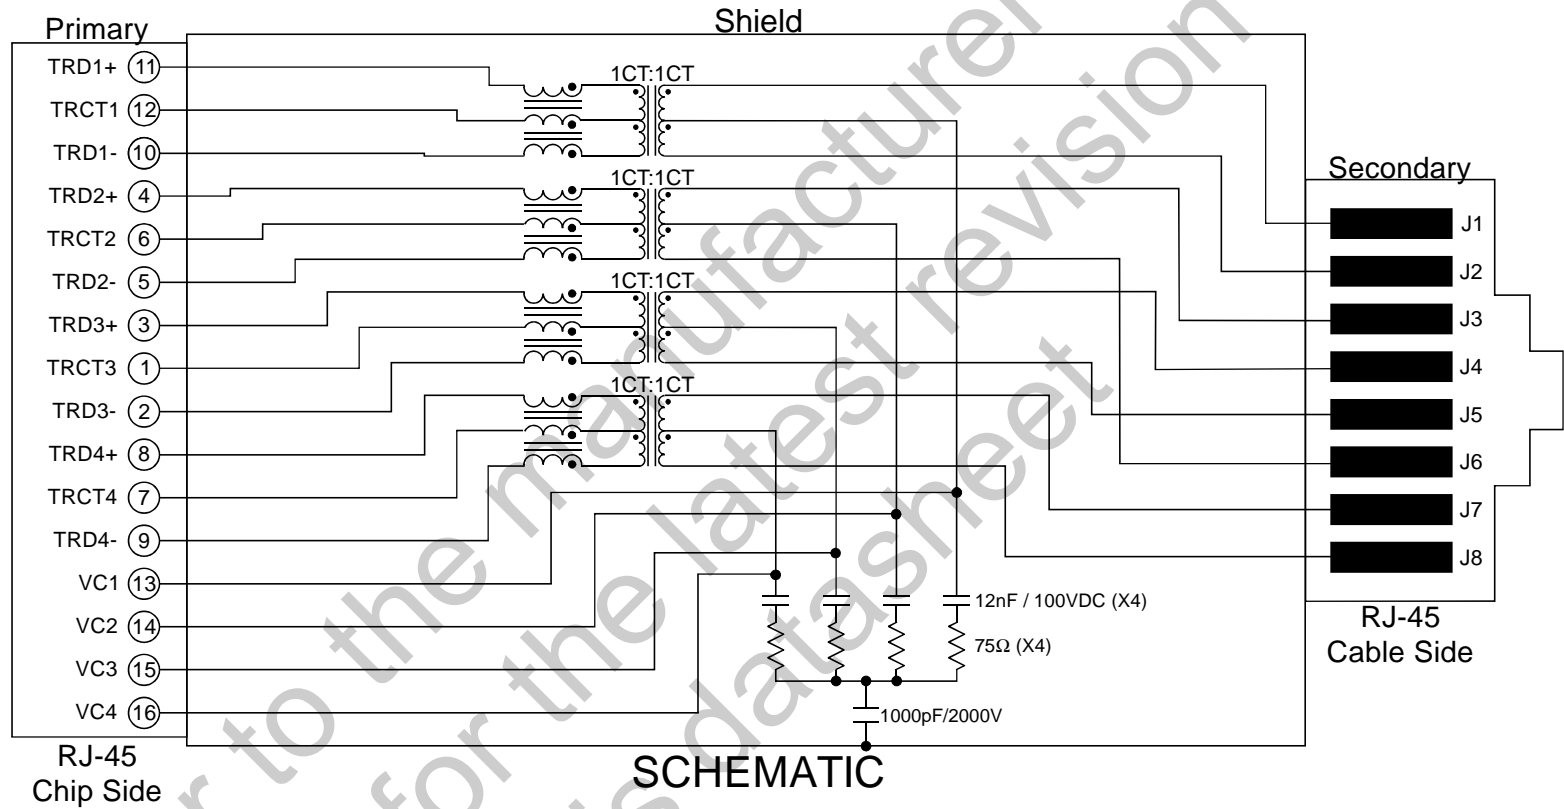 Primary
Shield
TRD1+ 11
TRCT1 12
TRD1- 10
TRD2+ 4
TRCT2 6
TRD2- 5
TRD3+ 3
TRCT3 1
TRD3- 2
TRD4+ 8
TRCT4 7
TRD4- 9
VC1 13
VC2 14
VC3 15
VC4 16
RJ-45
Chip Side
1CT:1CT
1CT:1CT
1CT:1CT
1CT:1CT
12nF / 100VDC (X4)
75Ω (X4)
1000pF/2000V
SCHEMATIC
Secondary
J1
J2
J3
J4
J5
J6
J7
J8
RJ-45
Cable Side
to the manufacturer
for the latest revision
datasheet